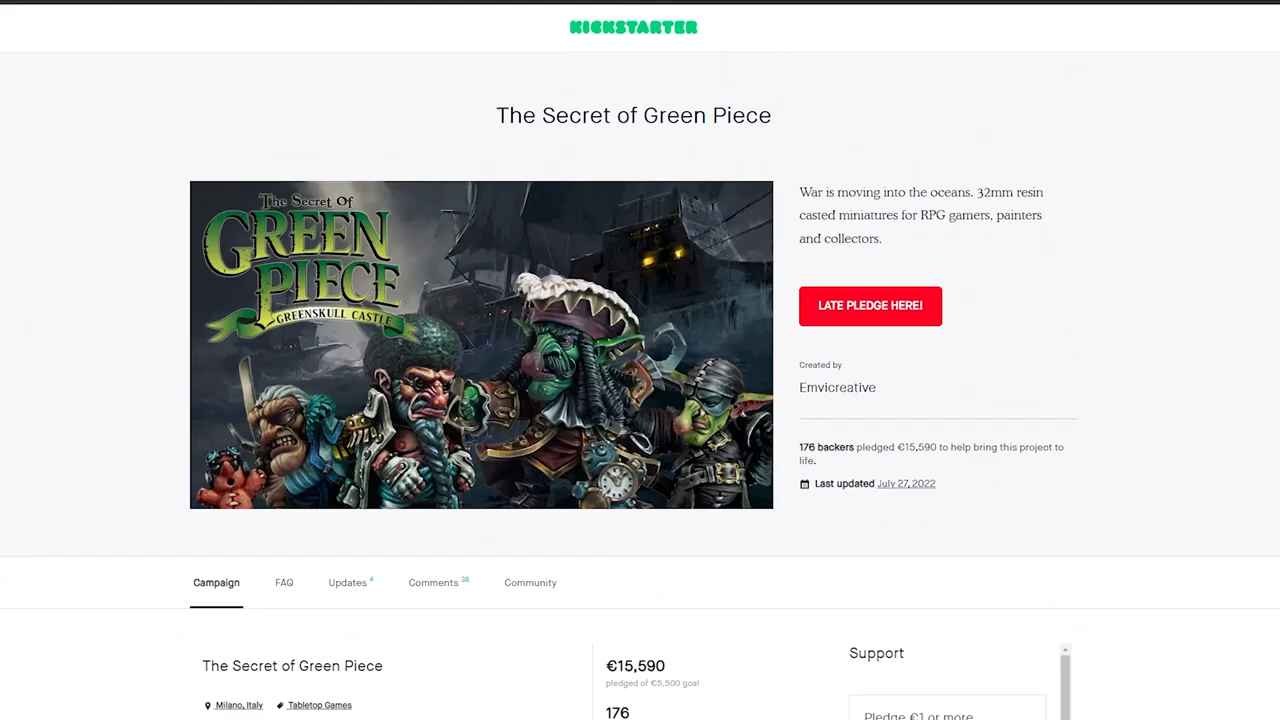 KICKSTARTER
The Secret of Green Piece
The Secret Of
GREEN
PIECE
GREENSKULL CASTLE
War is moving into the oceans. 32mm resin
casted miniatures for RPG gamers, painters
and collectors.
LATE PLEDGE HERE!
Created by
Emvicreative
176 backers pledged €15,590 to help bring this project to
life.
Last updated July 27, 2022
Campaign FAQ Updates 4 Comments 38 Community
The Secret of Green Piece
Milano, Italy Tabletop Games
€15,590
pledged of €5,500 goal
176
Support
Pledge €1 or more